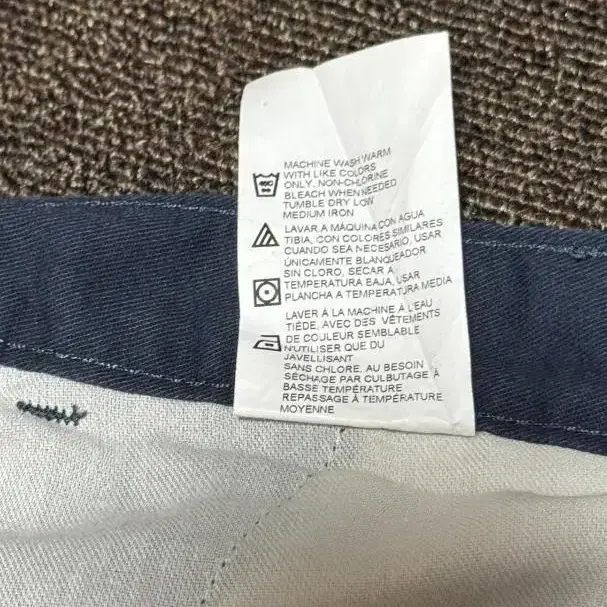 MACHINE WASH WARM
WITH LIKE COLORS
ONLY, NON-CHLORINE
BLEACH WHEN NEEDED
TUMBLE DRY LOW
MEDIUM IRON
LAVAR A MÁQUINA CON AGUA
TIBIA, CON COLORES SIMILARES
CUANDO SEA NECESARIO, USAR
ÚNICAMENTE BLANQUEADOR
SIN CLORO, SECAR A
TEMPERATURA BAJA, USAR
PLANCHA A TEMPERATURA MEDIA
LAVER À LA MACHINE À L'EAU
TIÈDE, AVEC DES VÊTEMENTS
DE COULEUR SEMBLABLE
N'UTILISER QUE DU
JAVELLISANT
SANS CHLORE, AU BESOIN
SÉCHAGE PAR CULBUTAGE À
BASSE TEMPÉRATURE
REPASSAGE À TEMPÉRATURE
MOYENNE